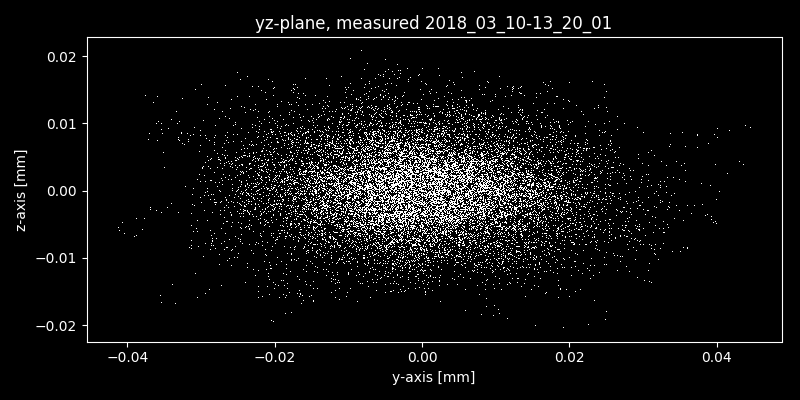 yz-plane, measured 2018_03_10-13_20_01
z-axis [mm]
0.02
0.01
0.00
−0.01
−0.02
−0.04 −0.02 0.00 0.02 0.04
y-axis [mm]